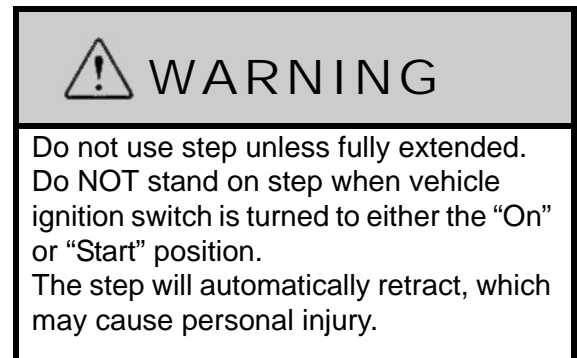 WARNING
Do not use step unless fully extended.
Do NOT stand on step when vehicle
ignition switch is turned to either the “On”
or “Start” position.
The step will automatically retract, which
may cause personal injury.